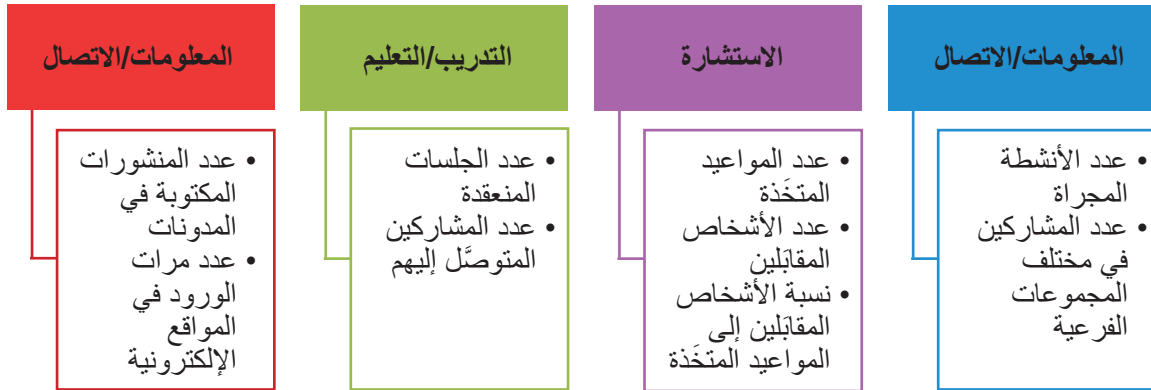 المعلومات/الاتصال
• عدد الأنشطة
المجراة
• عدد المشاركين
في مختلف
المجموعات
الفرعية
الاستشارة
• عدد المواعيد
المتخَذة
• عدد الأشخاص
المقابَلين
• نسبة الأشخاص
المقابَلين إلى
المواعيد المتخَذة
التدريب/التعليم
• عدد الجلسات
المنعقدة
• عدد المشاركين
المتوصَّل إليهم
المعلومات/الاتصال
• عدد المنشورات
المكتوبة في
المدونات
• عدد مرات
الورود في
المواقع
الإلكترونية